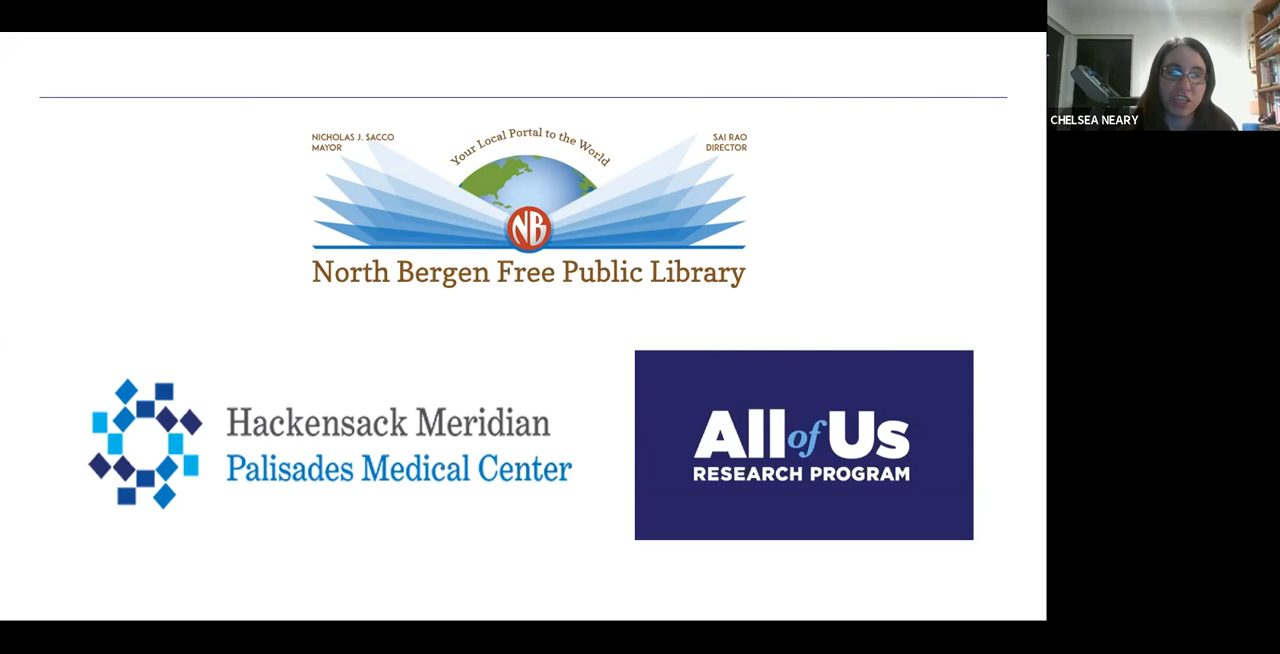 NICHOLAS J. SACCO
MAYOR
Your Local Portal to the World
SAI RAO
DIRECTOR
NB
North Bergen Free Public Library
Hackensack Meridian
Palisades Medical Center
All of Us
RESEARCH PROGRAM
CHELSEA NEARY